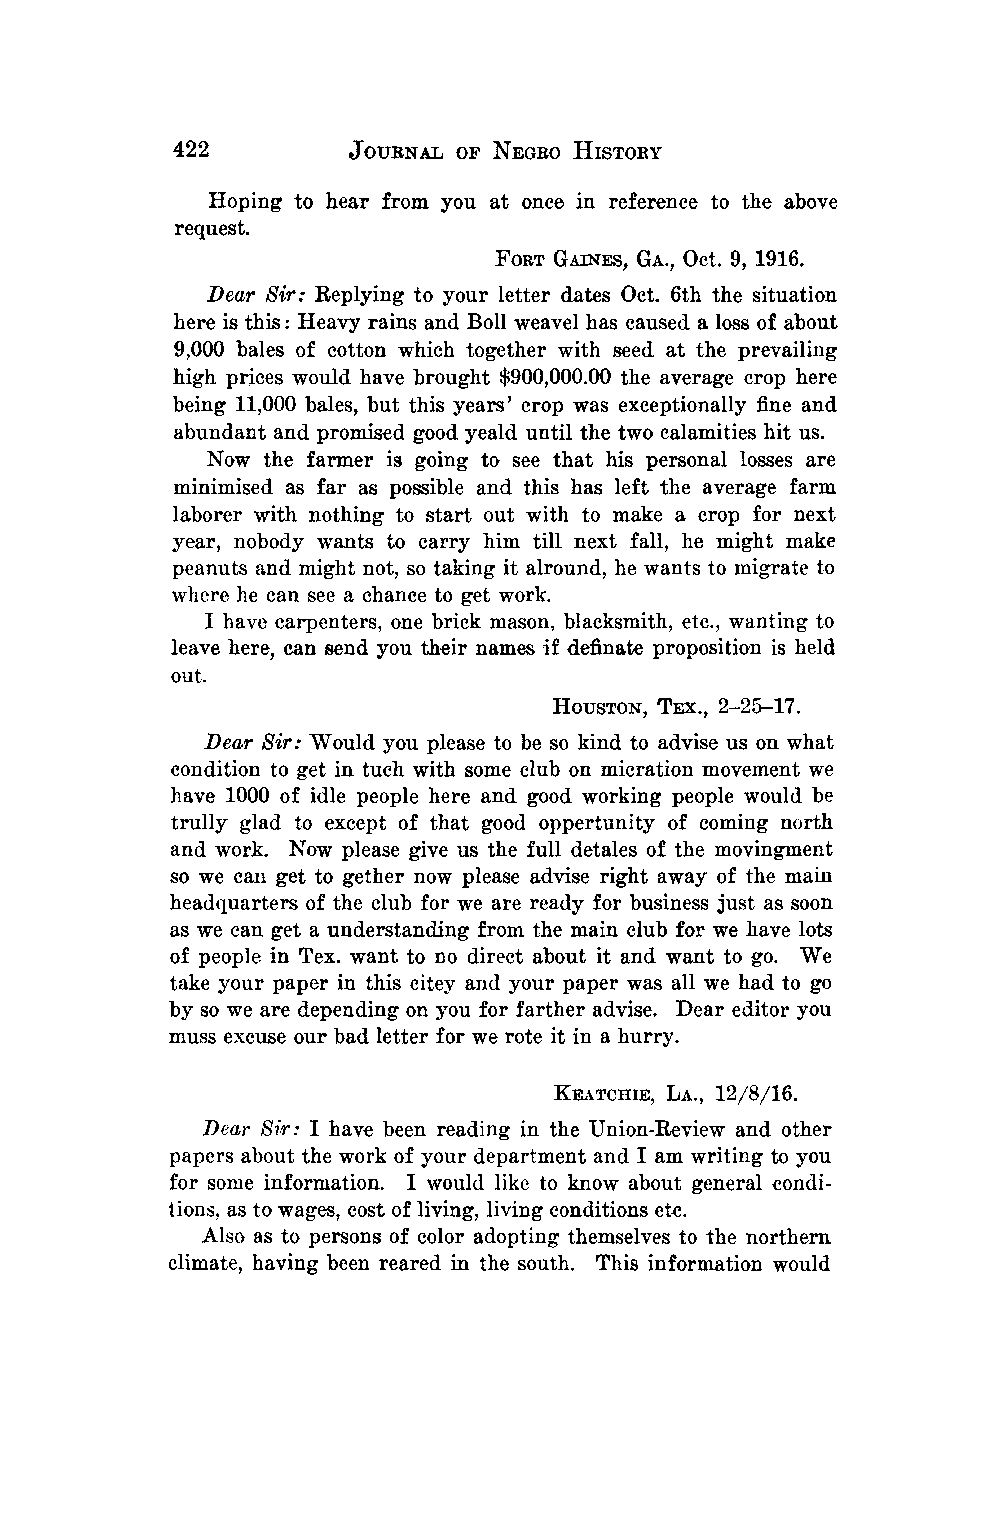 422 JOURNAL OF NEGRO HISTORY
Hoping to hear from you at once in reference to the above
request.
FORT GAINES, GA., Oct. 9, 1916.
Dear Sir: Replying to your letter dates Oct. 6th the situation
here is this: Heavy rains and Boll weavel has caused a loss of about
9,000 bales of cotton which together with seed at the prevailing
high prices would have brought $900,000.00 the average crop here
being 11,000 bales, but this years' crop was exceptionally fine and
abundant and promised good yeald until the two calamities hit us.
Now the farmer is going to see that his personal losses are
minimised as far as possible and this has left the average farm
laborer with nothing to start out with to make a crop for next
year, nobody wants to carry him till next fall, he might make
peanuts and might not, so taking it alround, he wants to migrate to
where he can see a chance to get work.
I have carpenters, one brick mason, blacksmith, etc., wanting to
leave here, can send you their names if definate proposition is held
out.
HOUSTON, TEX., 2–25–17.
Dear Sir: Would you please to be so kind to advise us on what
condition to get in tuch with some club on micration movement we
have 1000 of idle people here and good working people would be
trully glad to except of that good oppertunity of coming north
and work. Now please give us the full detales of the movingment
so we can get to gether now please advise right away of the main
headquarters of the club for we are ready for business just as soon
as we can get a understanding from the main club for we have lots
of people in Tex. want to no direct about it and want to go. We
take your paper in this citey and your paper was all we had to go
by so we are depending on you for farther advise. Dear editor you
muss excuse our bad letter for we rote it in a hurry.
KEATCHIE, LA., 12/8/16.
Dear Sir: I have been reading in the Union-Review and other
papers about the work of your department and I am writing to you
for some information. I would like to know about general condi-
tions, as to wages, cost of living, living conditions etc.
Also as to persons of color adopting themselves to the northern
climate, having been reared in the south. This information would